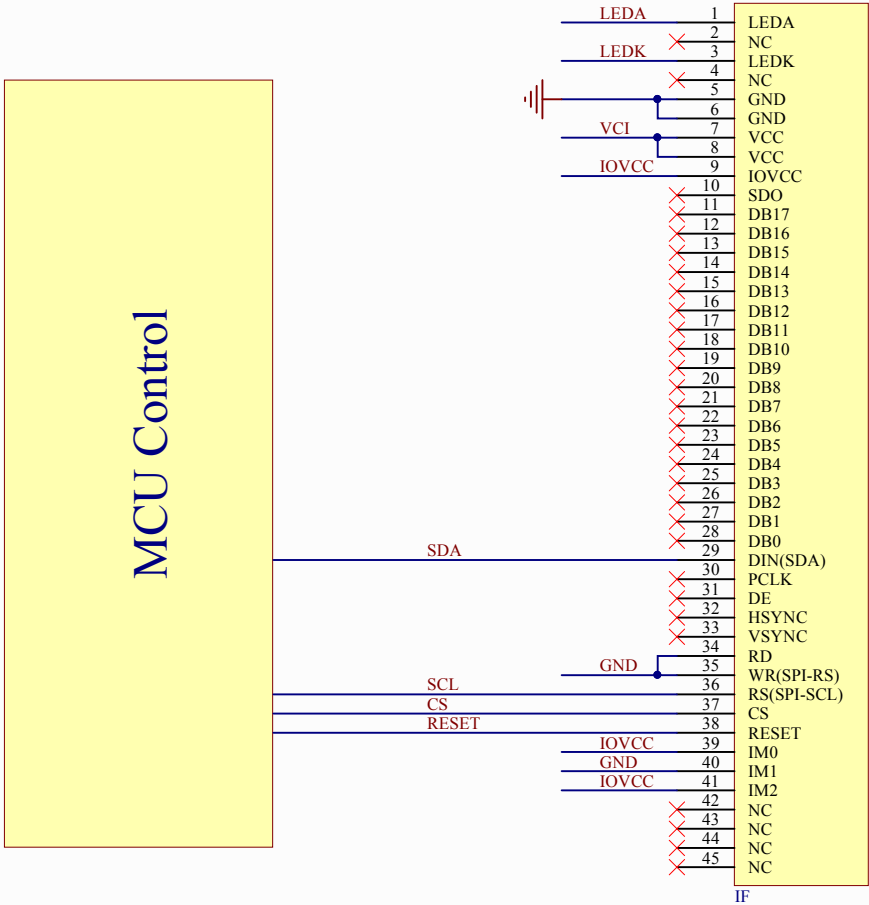 MCU Control
LEDA 1 LEDA
2 NC
LEDK 3 LEDK
4 NC
5 GND
6 GND
VCI 7 VCC
8 VCC
IOVCC 9 IOVCC
10 SDO
11 DB17
12 DB16
13 DB15
14 DB14
15 DB13
16 DB12
17 DB11
18 DB10
19 DB9
20 DB8
21 DB7
22 DB6
23 DB5
24 DB4
25 DB3
26 DB2
27 DB1
28 DB0
SDA 29 DIN(SDA)
30 PCLK
31 DE
32 HSYNC
33 VSYNC
34 RD
GND 35 WR(SPI-RS)
SCL 36 RS(SPI-SCL)
CS 37 CS
RESET 38 RESET
IOVCC 39 IM0
GND 40 IM1
IOVCC 41 IM2
42 NC
43 NC
44 NC
45 NC
IF